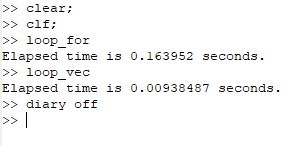 >> clear;
>> clf;
>> loop_for
Elapsed time is 0.163952 seconds.
>> loop_vec
Elapsed time is 0.00938487 seconds.
>> diary off
>>